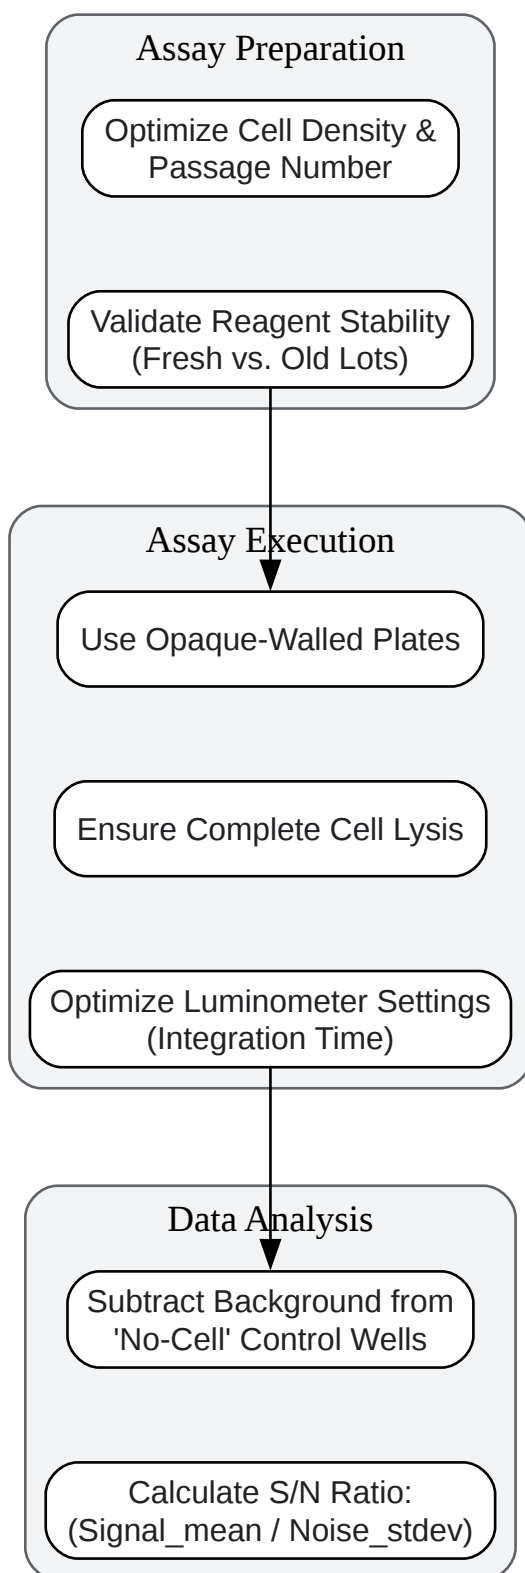 Assay Preparation
Optimize Cell Density &
Passage Number
Validate Reagent Stability
(Fresh vs. Old Lots)
Assay Execution
Use Opaque-Walled Plates
Ensure Complete Cell Lysis
Optimize Luminometer Settings
(Integration Time)
Data Analysis
Subtract Background from
'No-Cell' Control Wells
Calculate S/N Ratio:
(Signal_mean / Noise_stdev)